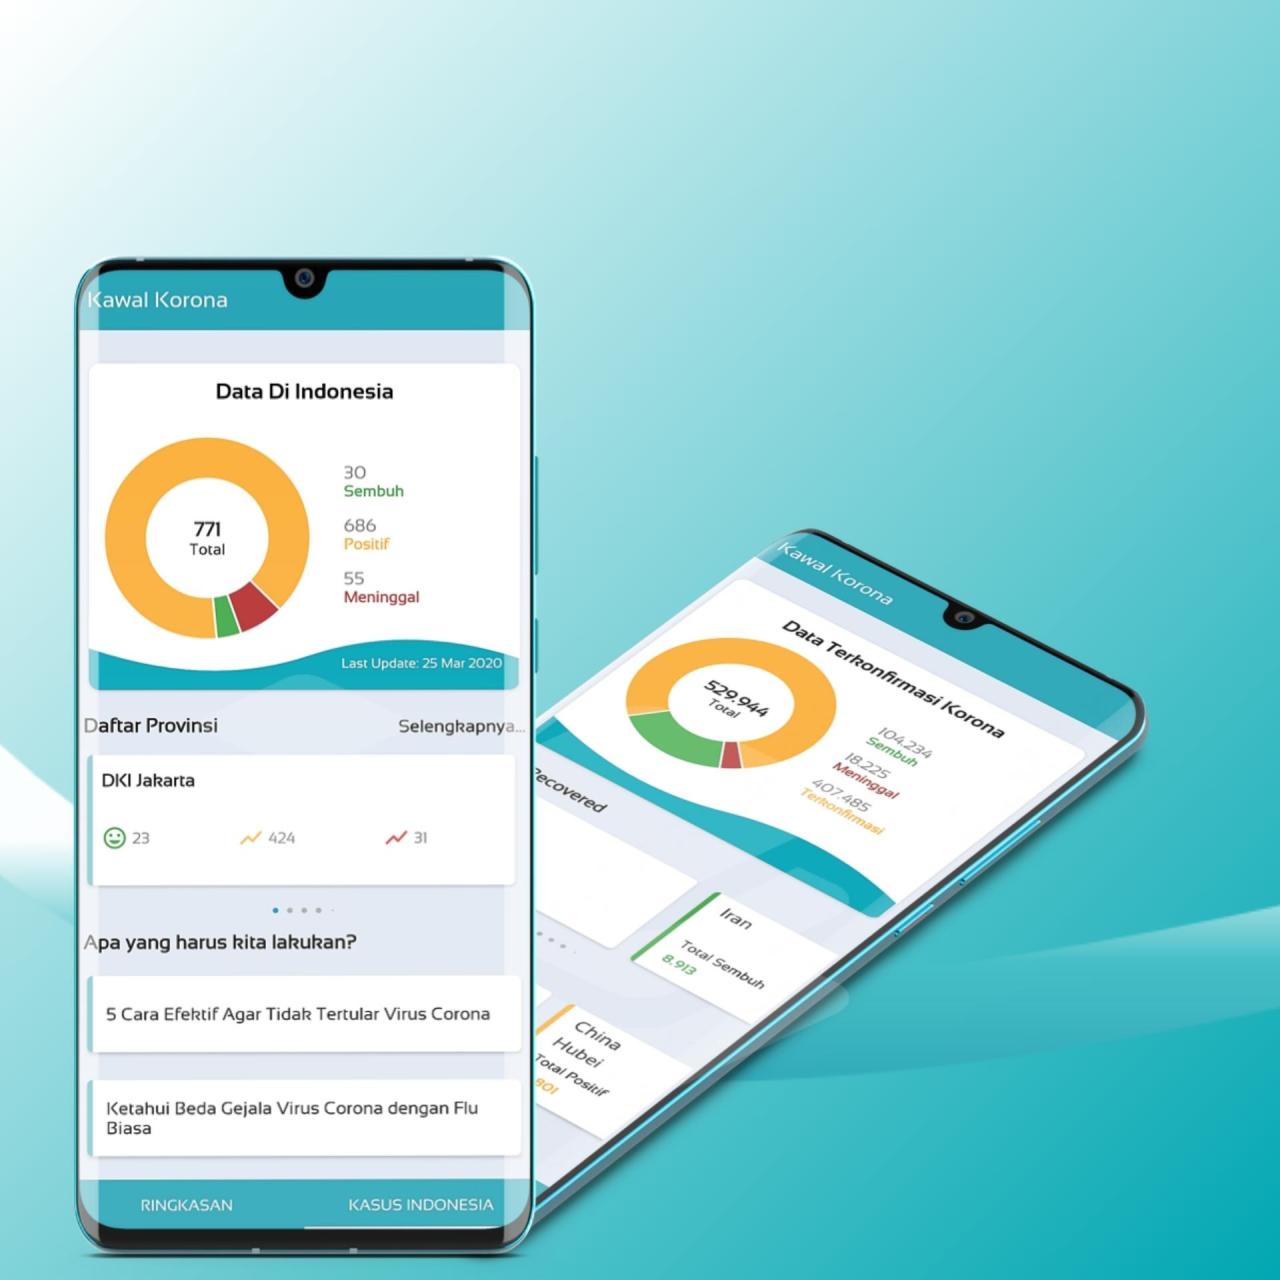 Kawal Korona
Data Di Indonesia
771
Total
30
Sembuh
686
Positif
55
Meninggal
Last Update: 25 Mar 2020
Daftar Provinsi
Selengkapnya...
DKI Jakarta
23
424
31
Apa yang harus kita lakukan?
5 Cara Efektif Agar Tidak Tertular Virus Corona
Ketahui Beda Gejala Virus Corona dengan Flu
Biasa
RINGKASAN
KASUS INDONESIA
Kawal Korona
Data Terkonfirmasi Korona
529.944
Total
104.234
Sembuh
18.225
Meninggal
407.485
Terkonfirmasi
Recovered
Iran
Total Sembuh
8.913
China
Hubei
Total Positif
801